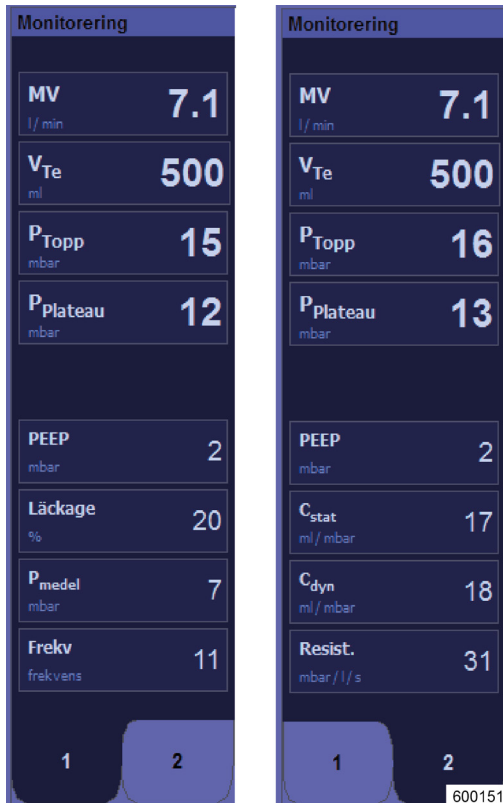 Monitorering
MV 7.1
l/ min
VTe 500
ml
PTopp 15
mbar
PPlateau 12
mbar
PEEP 2
mbar
Läckage 20
%
Pmedel 7
mbar
Frekv 11
frekvens
1 2
Monitorering
MV 7.1
l/ min
VTe 500
ml
PTopp 16
mbar
PPlateau 13
mbar
PEEP 2
mbar
Cstat 17
ml/ mbar
Cdyn 18
ml/ mbar
Resist. 31
mbar/ l/ s
1 2
600151